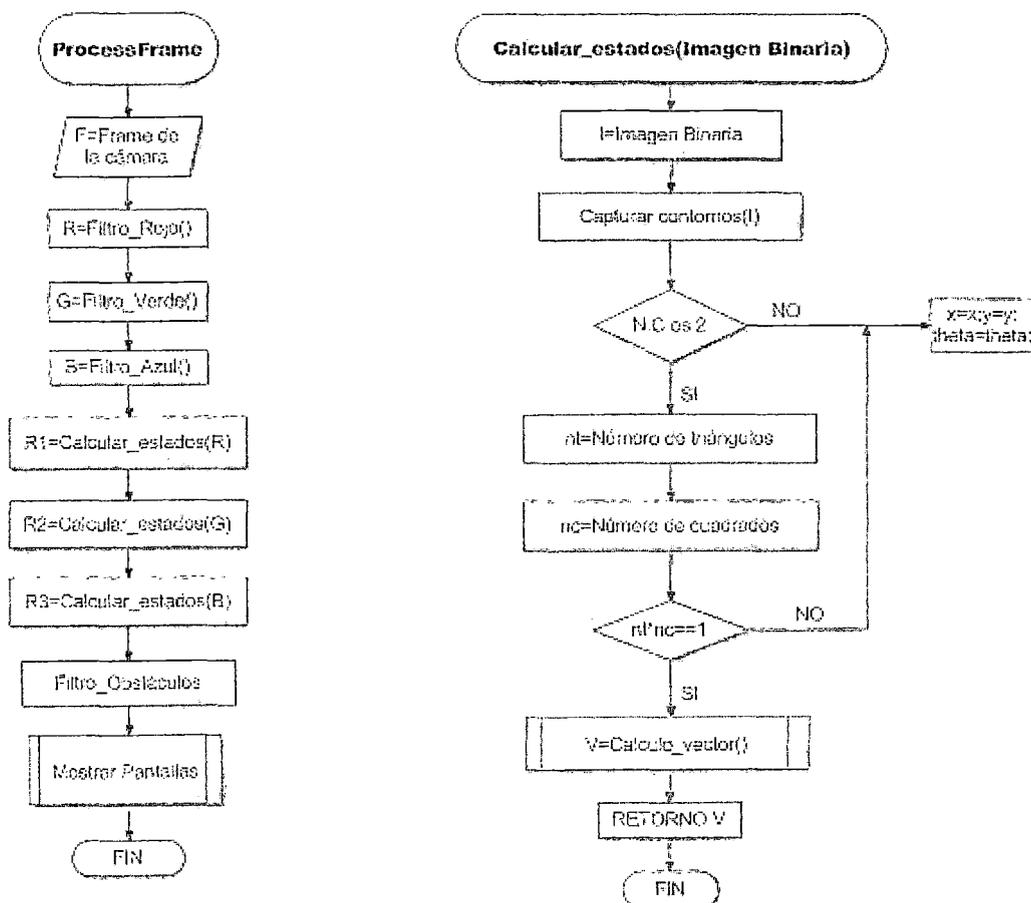 ProcessFrame
F=Frame de
la cámara
R=Filtro_Rojo()
G=Filtro_Verde()
B=Filtro_Azul()
R1=Calcular_estados(R)
R2=Calcular_estados(G)
R3=Calcular_estados(B)
Filtro_Obstáculos
Mostrar Pantallas
FIN
Calcular_estados(Imagen Binaria)
I=Imagen Binaria
Capturar contornos(I)
N.C es 2
NO
x=x;y=y;
theta=theta;
SI
nt=Número de triángulos
nc=Número de cuadrados
nt*nc==1
NO
SI
V=Calculo_vector()
RETORNO V
FIN